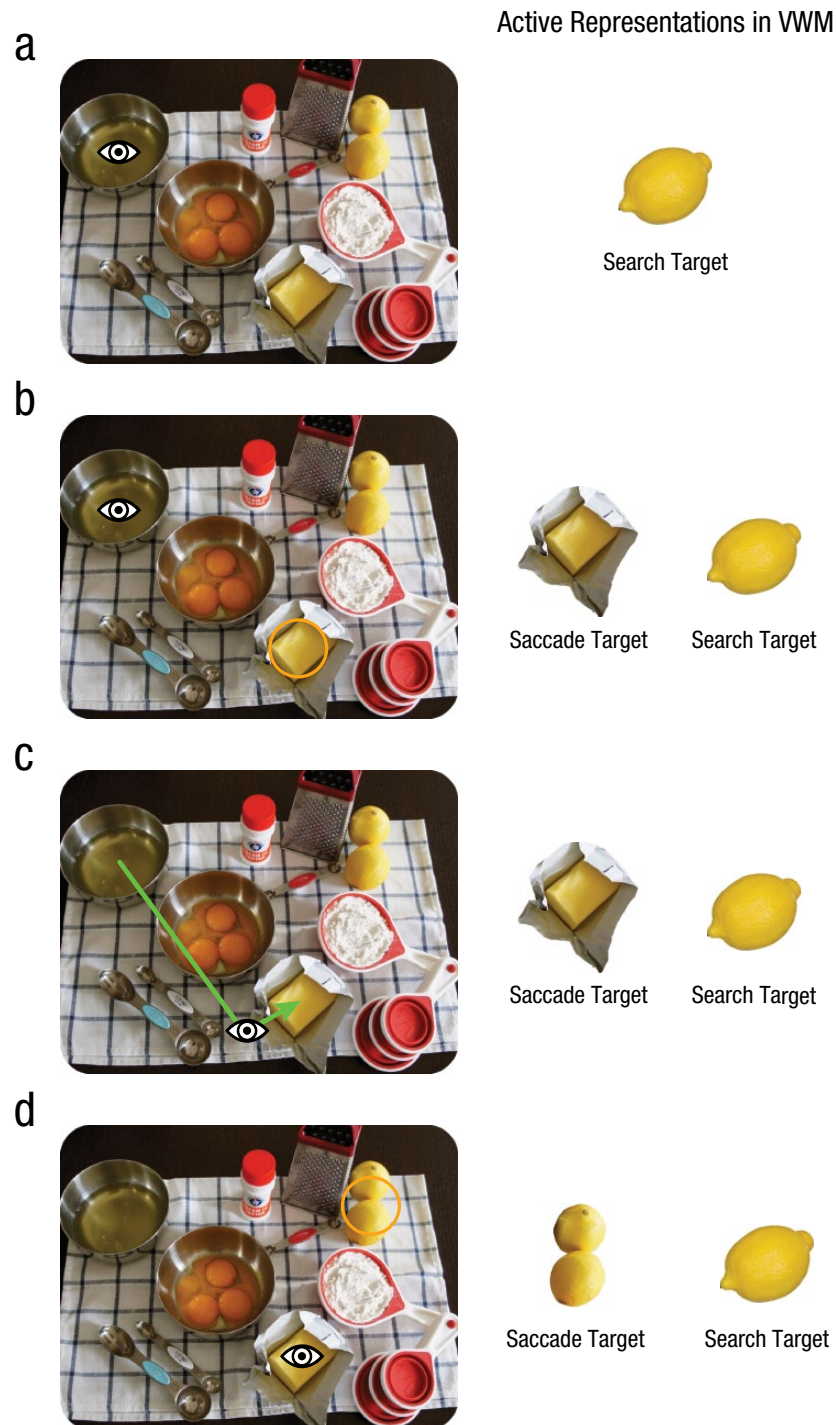 Active Representations in VWM
a
Search Target
b
Saccade Target Search Target
c
Saccade Target Search Target
d
Saccade Target Search Target